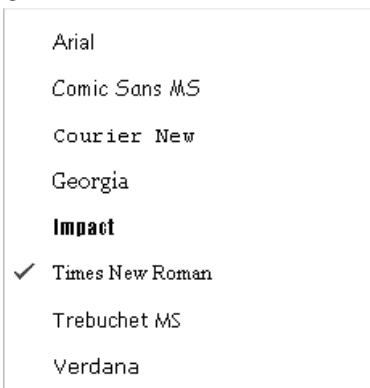 Arial
Comic Sans MS
Courier New
Georgia
Impact
Times New Roman
Trebuchet MS
Verdana